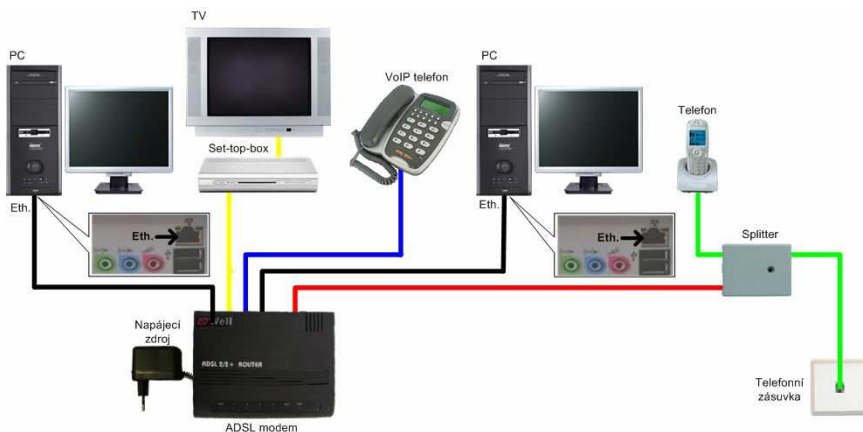 TV
PC
VoIP telefon
PC
Telefon
Set-top-box
Eth.
Eth.
Eth.
Eth.
Splitter
Well
Napájecí
zdroj
ADSL 2/2+ ROUTER
ADSL modem
Telefonní
zásuvka